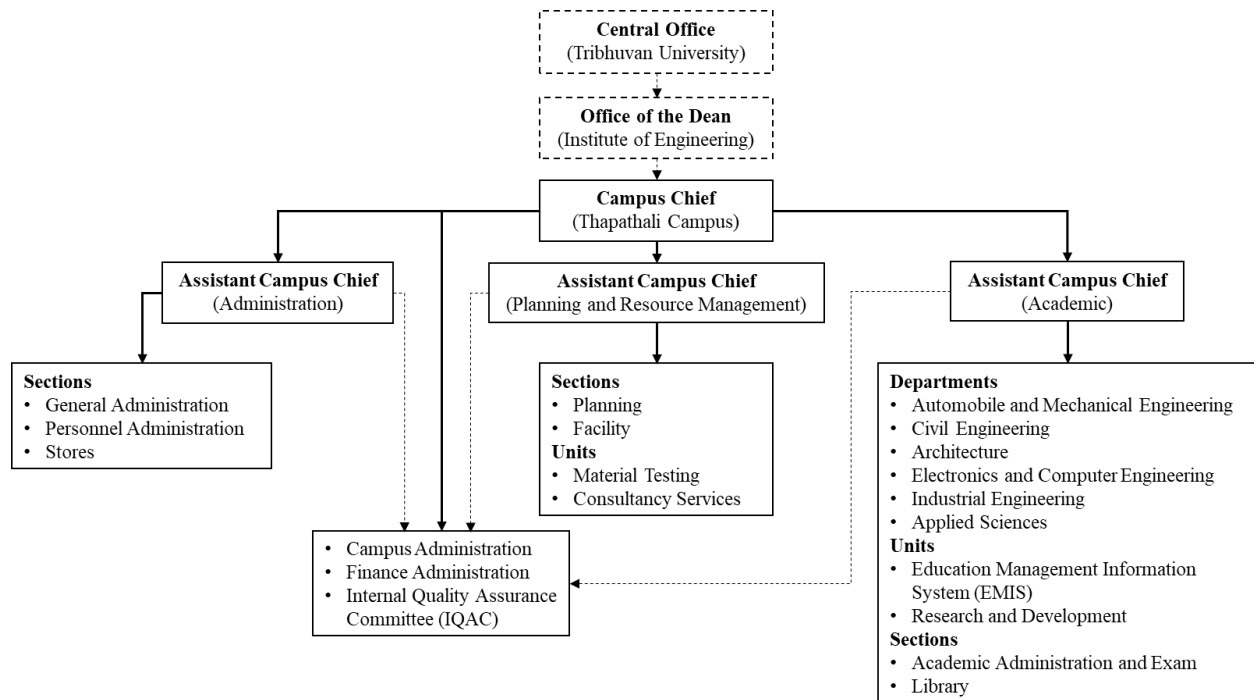 Central Office
(Tribhuvan University)
Office of the Dean
(Institute of Engineering)
Campus Chief
(Thapathali Campus)
Assistant Campus Chief
(Administration)
Assistant Campus Chief
(Planning and Resource Management)
Assistant Campus Chief
(Academic)
Sections
• General Administration
• Personnel Administration
• Stores
Sections
• Planning
• Facility
Units
• Material Testing
• Consultancy Services
Departments
• Automobile and Mechanical Engineering
• Civil Engineering
• Architecture
• Electronics and Computer Engineering
• Industrial Engineering
• Applied Sciences
Units
• Education Management Information
System (EMIS)
• Research and Development
Sections
• Academic Administration and Exam
• Library
• Campus Administration
• Finance Administration
• Internal Quality Assurance
Committee (IQAC)